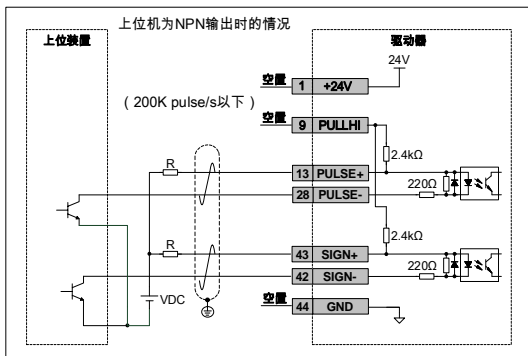 上位机为NPN输出时的情况
上位装置
驱动器
24V
空置 1 +24V
(200K pulse/s以下)
空置 9 PULLHI
2.4kΩ
R 13 PULSE+
28 PULSE- 220Ω
2.4kΩ
R 43 SIGN+
42 SIGN- 220Ω
VDC
空置 44 GND